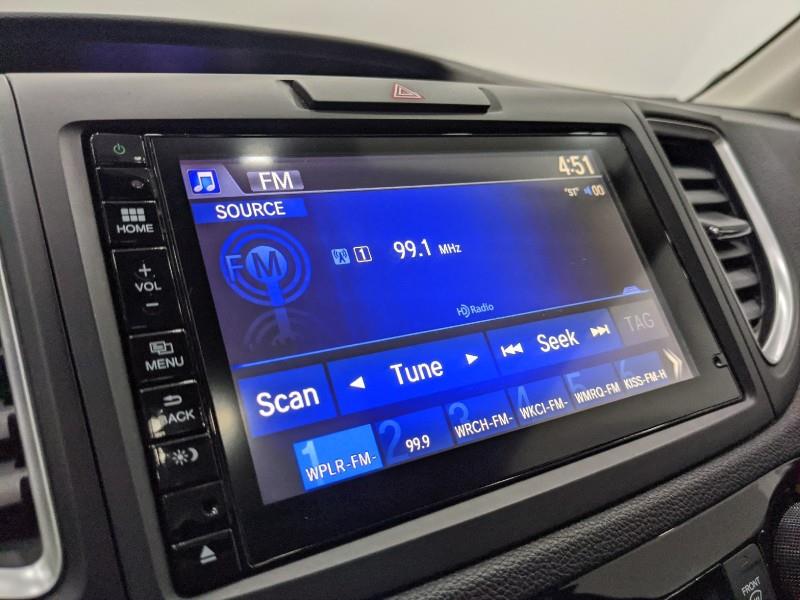 FM
4:51
SOURCE
"ST" 00
FM
1 99.1 MHz
HD Radio
HOME
+
VOL
−
MENU
BACK
Scan Tune Seek TAG
1 2 3 4 5 6
WPLR-FM- 99.9 WRCH-FM- WKCI-FM- WMRQ-FM KISS-FM-H
FRONT